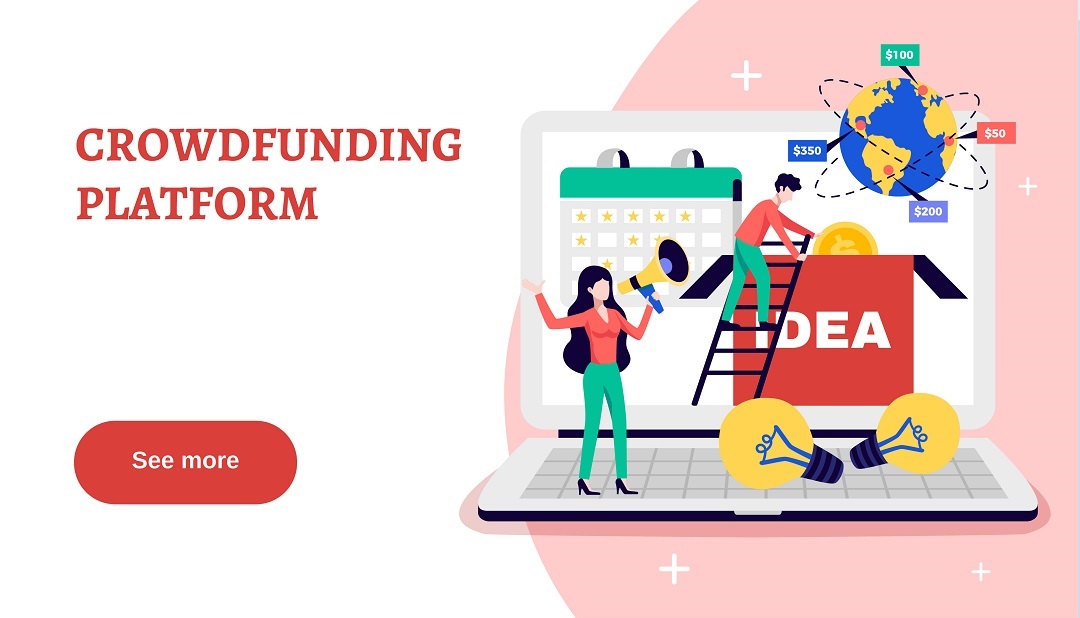 CROWDFUNDING
PLATFORM
See more
$100
$50
$350
$200
IDEA